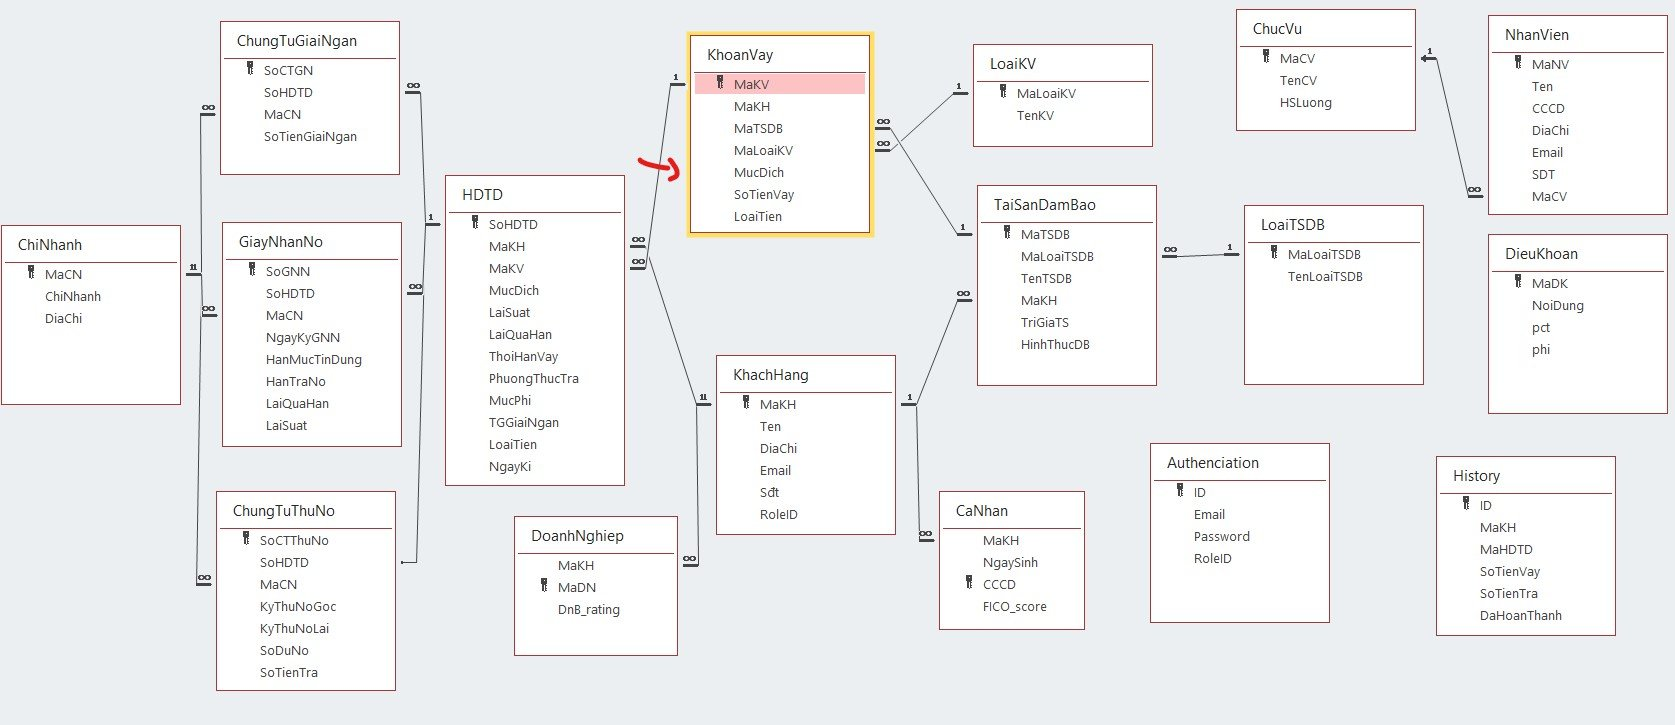 ChungTuGiaiNgan
SoCTGN
SoHDTD
MaCN
SoTienGiaiNgan
KhoanVay
MaKV
MaKH
MaTSDB
MaLoaiKV
MucDich
SoTienVay
LoaiTien
LoaiKV
MaLoaiKV
TenKV
ChucVu
MaCV
TenCV
HSLuong
NhanVien
MaNV
Ten
CCCD
DiaChi
Email
SDT
MaCV
HDTD
SoHDTD
MaKH
MaKV
MucDich
LaiSuat
LaiQuaHan
ThoiHanVay
PhuongThucTra
MucPhi
TGGiaiNgan
LoaiTien
NgayKi
TaiSanDamBao
MaTSDB
MaLoaiTSDB
TenTSDB
MaKH
TriGiaTS
HinhThucDB
LoaiTSDB
MaLoaiTSDB
TenLoaiTSDB
DieuKhoan
MaDK
NoiDung
pct
phi
ChiNhanh
MaCN
ChiNhanh
DiaChi
GiayNhanNo
SoGNN
SoHDTD
MaCN
NgayKyGNN
HanMucTinDung
HanTraNo
LaiQuaHan
LaiSuat
KhachHang
MaKH
Ten
DiaChi
Email
Sđt
RoleID
Authenciation
ID
Email
Password
RoleID
History
ID
MaKH
MaHDTD
SoTienVay
SoTienTra
DaHoanThanh
ChungTuThuNo
SoCTThuNo
SoHDTD
MaCN
KyThuNoGoc
KyThuNoLai
SoDuNo
SoTienTra
DoanhNghiep
MaKH
MaDN
DnB_rating
CaNhan
MaKH
NgaySinh
CCCD
FICO_score